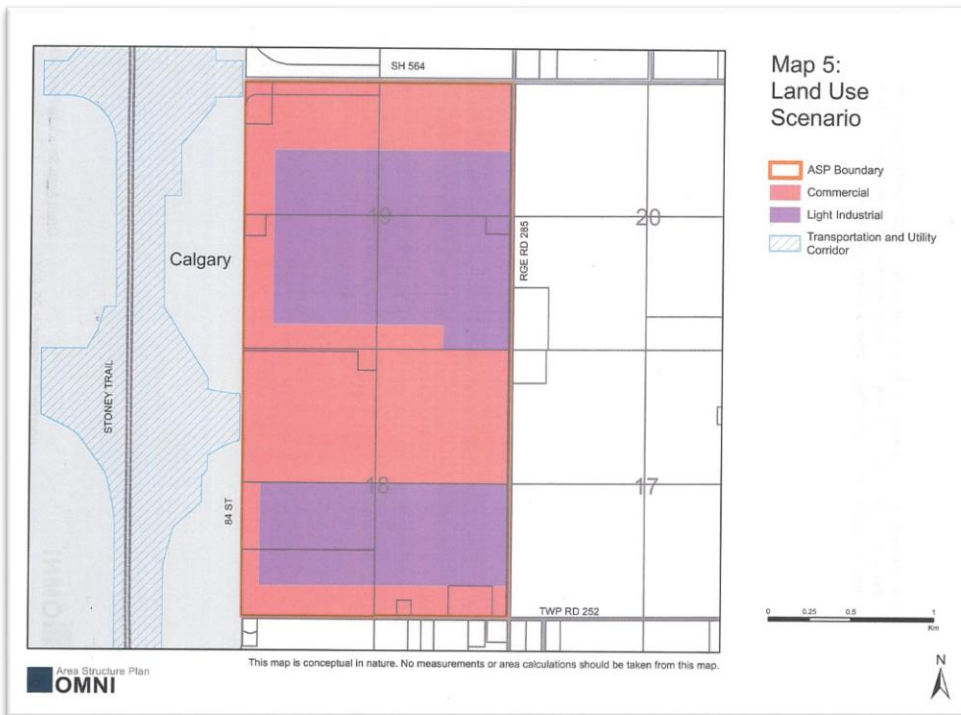 SH 564
Map 5:
Land Use
Scenario
ASP Boundary
Commercial
Light Industrial
Transportation and Utility
Corridor
19
20
RGE RD 285
Calgary
STONEY TRAIL
84 ST
18
17
TWP RD 252
0 0.25 0.5 1
Km
This map is conceptual in nature. No measurements or area calculations should be taken from this map.
Area Structure Plan
OMNI
N